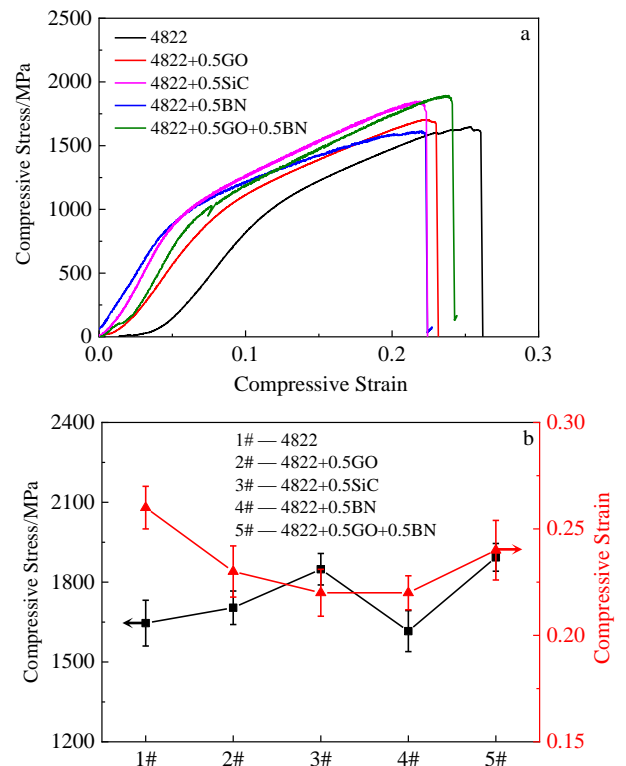 2500
a
4822
4822+0.5GO
2000
4822+0.5SiC
4822+0.5BN
4822+0.5GO+0.5BN
1500
1000
500
0
Compressive Stress/MPa
0.0
0.1
0.2
0.3
Compressive Strain
2400
0.30
b
1# — 4822
2# — 4822+0.5GO
3# — 4822+0.5SiC
4# — 4822+0.5BN
5# — 4822+0.5GO+0.5BN
2100
0.25
1800
0.20
1500
1200
0.15
Compressive Stress/MPa
Compressive Strain
1#
2#
3#
4#
5#